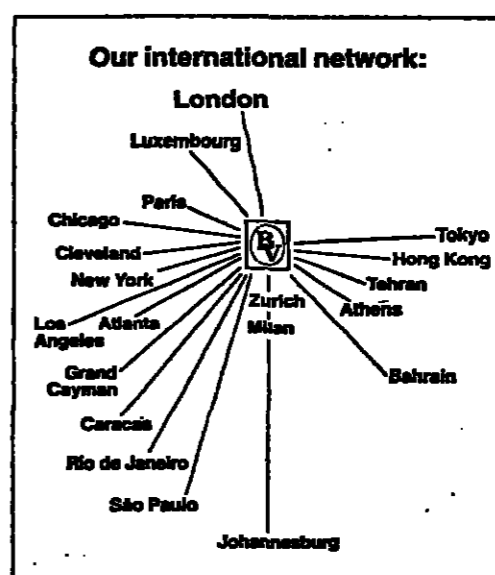 Our international network:
London
Luxembourg
Paris
Chicago
Cleveland
New York
Los
Angeles
Atlanta
Grand
Cayman
Caracas
Rio de Janeiro
São Paulo
BV
Zurich
Milan
Johannesburg
Tokyo
Hong Kong
Tehran
Athens
Bahrain